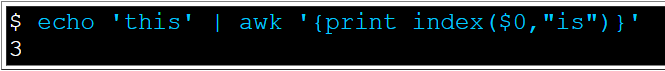 $ echo 'this' | awk '{print index($0,"is")}'
3